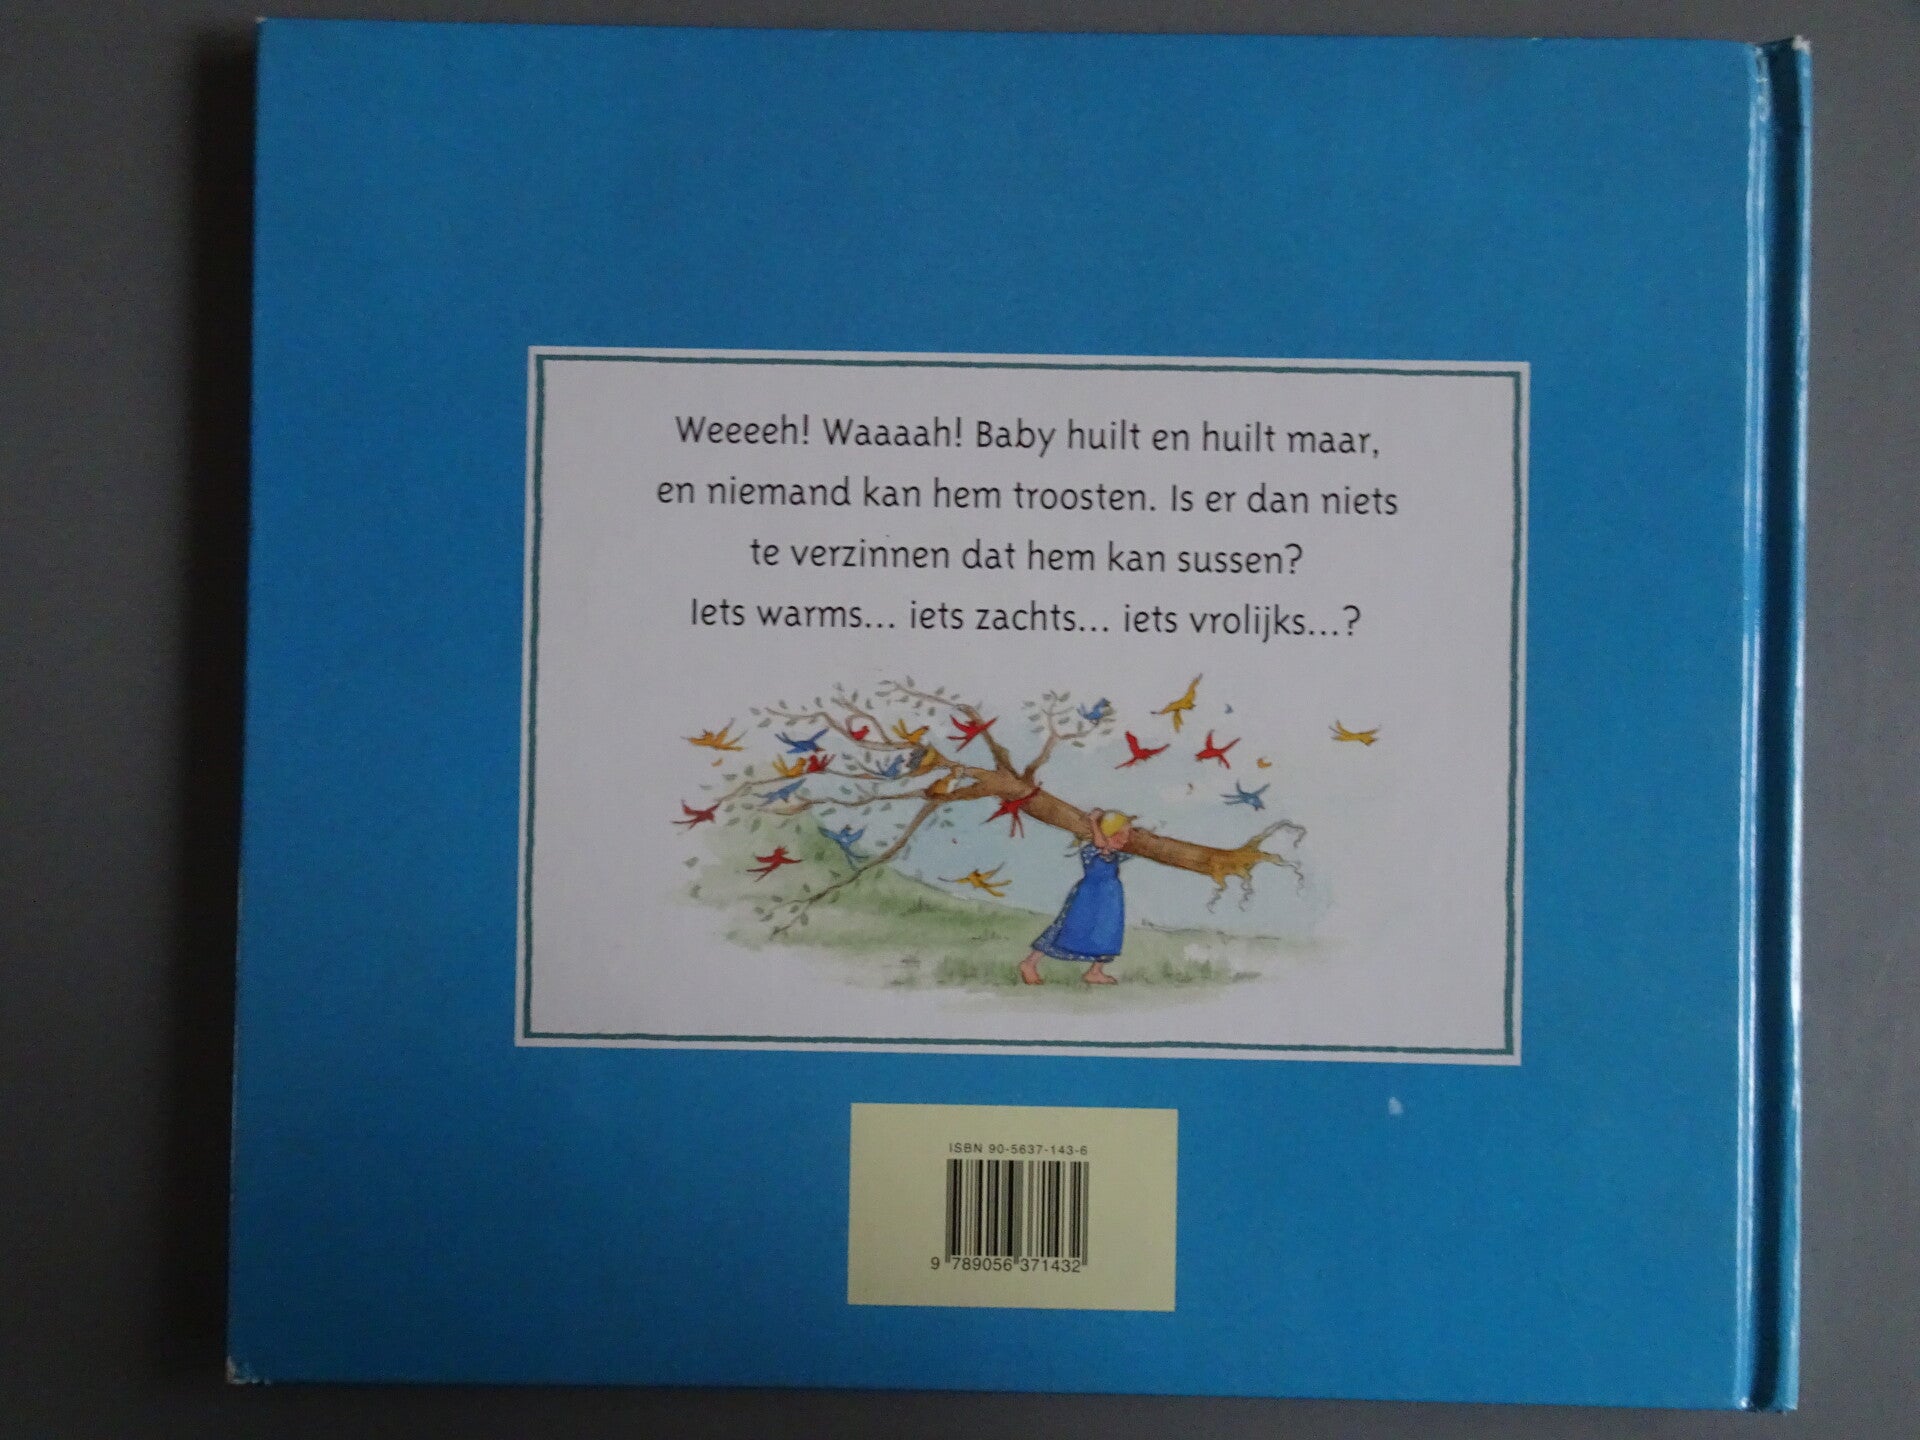 Weeeeh! Waaaah! Baby huilt en huilt maar,
en niemand kan hem troosten. Is er dan niets
te verzinnen dat hem kan sussen?
Iets warms... iets zachts... iets vrolijks...?
ISBN 90-5637-143-6
9 789056 371432